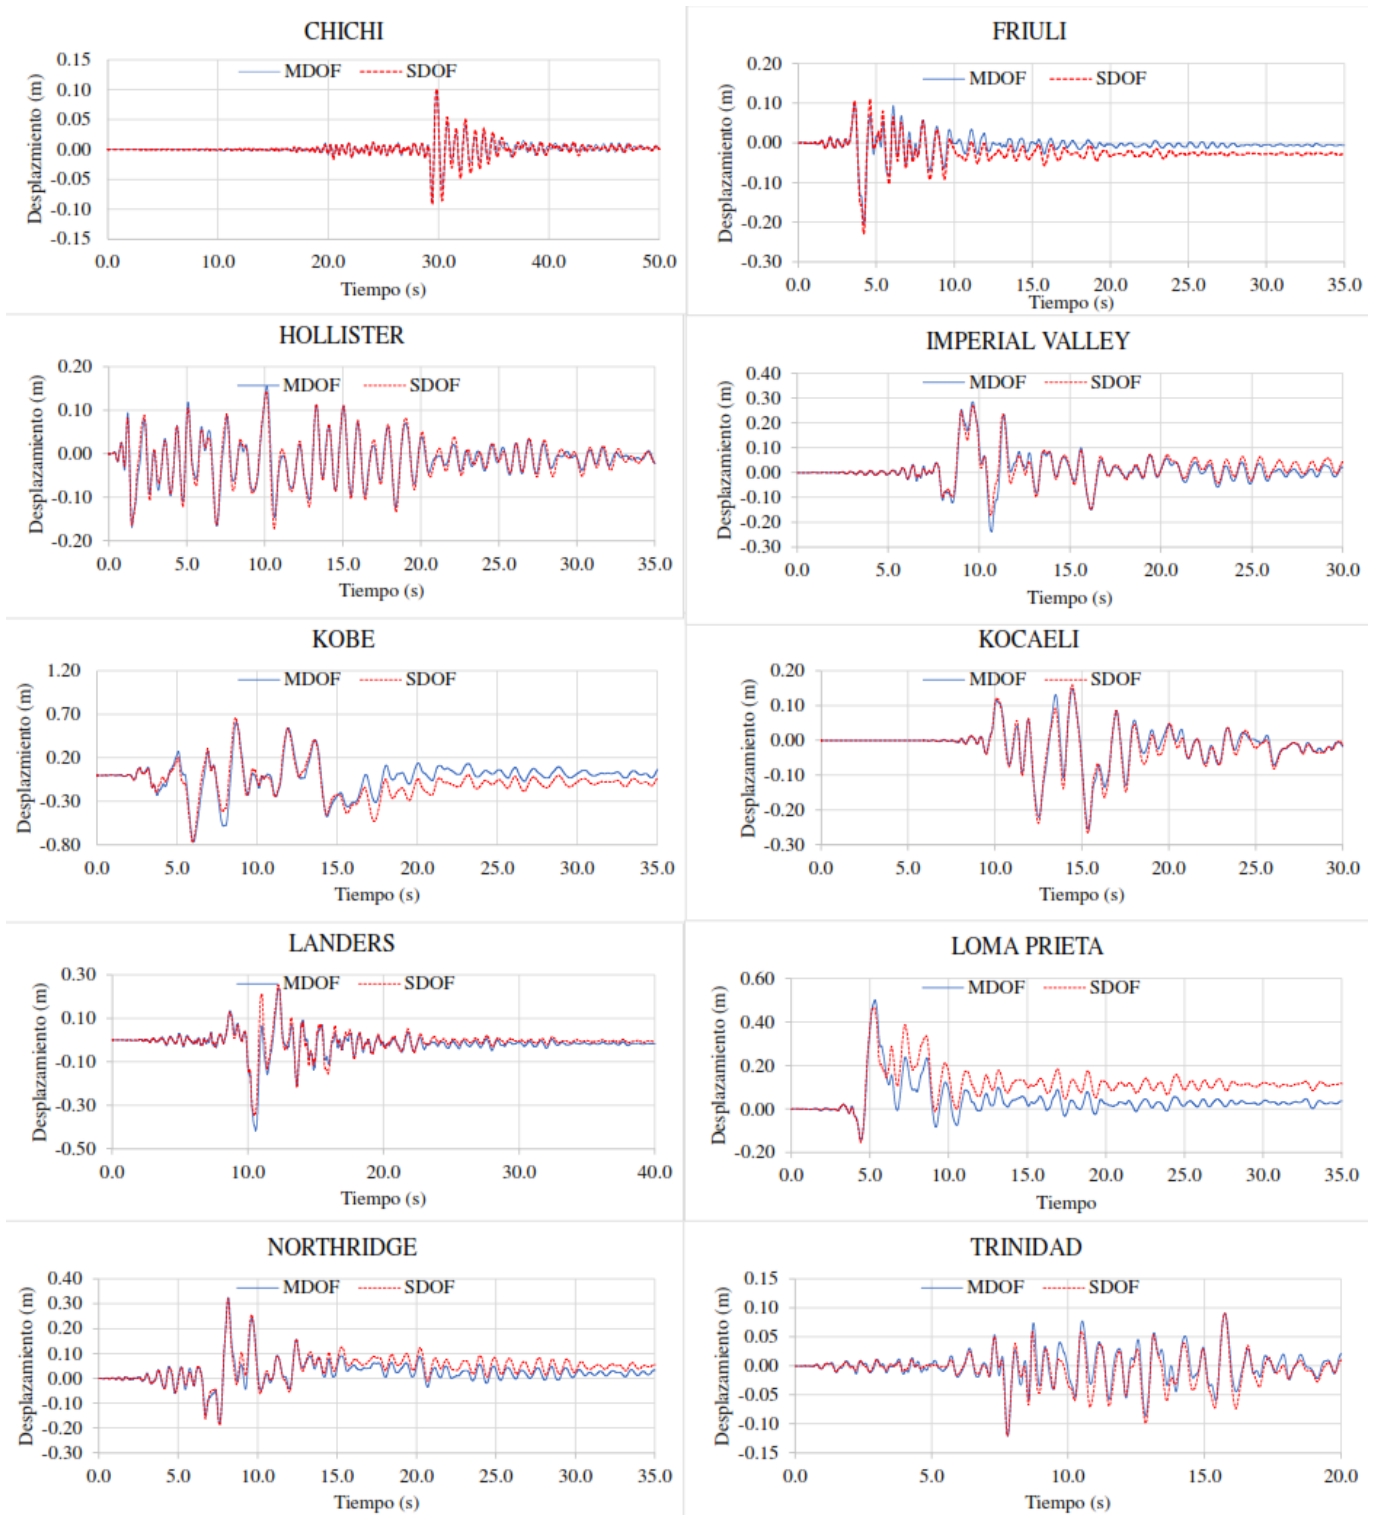 CHICHI
MDOF SDOF
0.15
0.10
0.05
0.00
-0.05
-0.10
-0.15
Desplazmiento (m)
0.0 10.0 20.0 30.0 40.0 50.0
Tiempo (s)
FRIULI
MDOF SDOF
0.20
0.10
0.00
-0.10
-0.20
-0.30
Desplazamiento (m)
0.0 5.0 10.0 15.0 20.0 25.0 30.0 35.0
Tiempo (s)
HOLLISTER
MDOF SDOF
0.20
0.10
0.00
-0.10
-0.20
Desplazamiento (m)
0.0 5.0 10.0 15.0 20.0 25.0 30.0 35.0
Tiempo (s)
IMPERIAL VALLEY
MDOF SDOF
0.40
0.30
0.20
0.10
0.00
-0.10
-0.20
-0.30
Desplazamiento (m)
0.0 5.0 10.0 15.0 20.0 25.0 30.0
Tiempo (s)
KOBE
MDOF SDOF
1.20
0.70
0.20
-0.30
-0.80
Desplazmiento (m)
0.0 5.0 10.0 15.0 20.0 25.0 30.0 35.0
Tiempo (s)
KOCAELI
MDOF SDOF
0.20
0.10
0.00
-0.10
-0.20
-0.30
Desplazamiento (m)
0.0 5.0 10.0 15.0 20.0 25.0 30.0
Tiempo (s)
LANDERS
MDOF SDOF
0.30
0.10
-0.10
-0.30
-0.50
Desplazamiento (m)
0.0 10.0 20.0 30.0 40.0
Tiempo (s)
LOMA PRIETA
MDOF SDOF
0.60
0.40
0.20
0.00
-0.20
Desplazamiento (m)
0.0 5.0 10.0 15.0 20.0 25.0 30.0 35.0
Tiempo
NORTHRIDGE
MDOF SDOF
0.40
0.30
0.20
0.10
0.00
-0.10
-0.20
-0.30
Desplazamiento (m)
0.0 5.0 10.0 15.0 20.0 25.0 30.0 35.0
Tiempo (s)
TRINIDAD
MDOF SDOF
0.15
0.10
0.05
0.00
-0.05
-0.10
-0.15
Desplazamiento (m)
0.0 5.0 10.0 15.0 20.0
Tiempo (s)